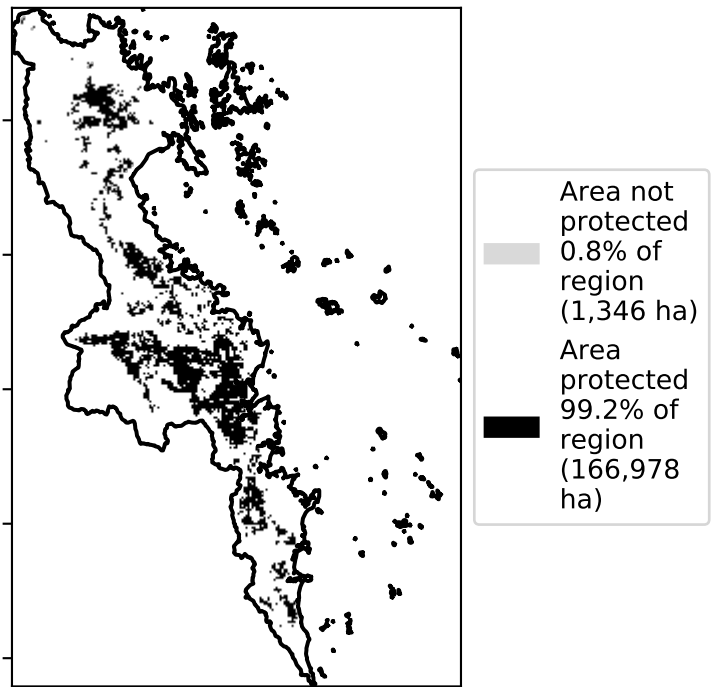 Area not
protected
0.8% of
region
(1,346 ha)
Area
protected
99.2% of
region
(166,978
ha)